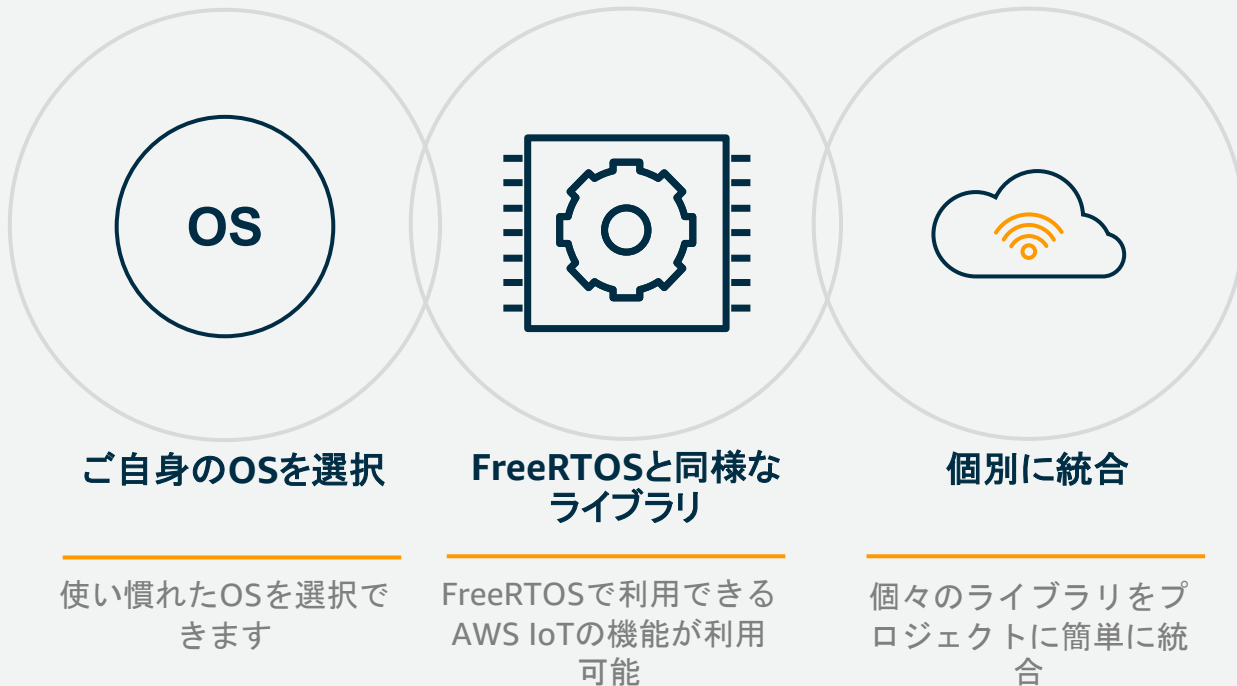 OS
ご自身のOSを選択
使い慣れたOSを選択で
きます
FreeRTOSと同様な
ライブラリ
FreeRTOSで利用できる
AWS IoTの機能が利用
可能
個別に統合
個々のライブラリをプ
ロジェクトに簡単に統
合